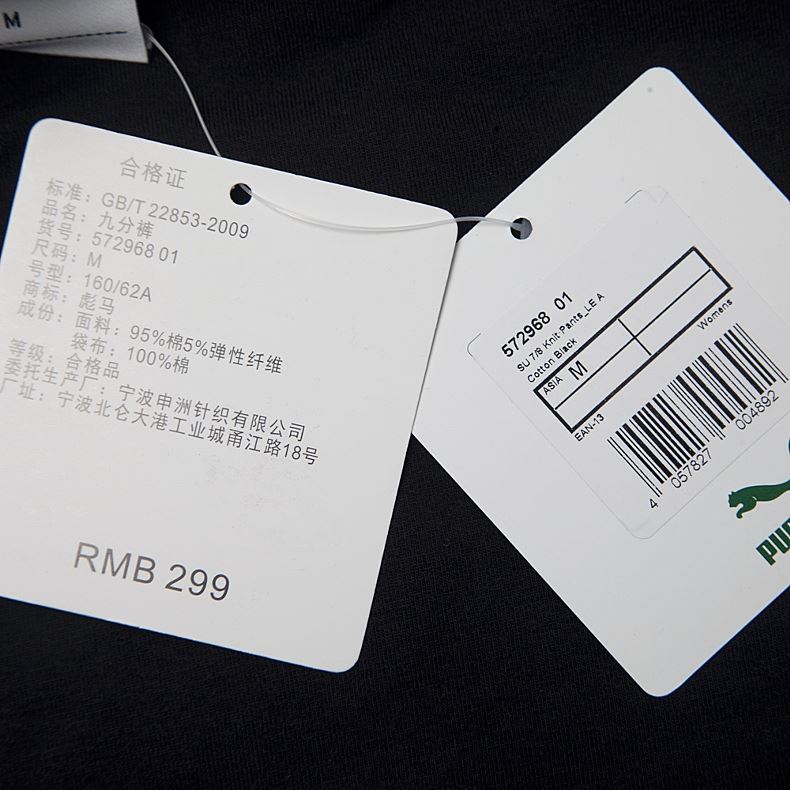 M
合格证
标准：GB/T 22853-2009
品名：九分裤
货号：572968 01
尺码：M
号型：160/62A
商标：彪马
成份：面料：95%棉5%弹性纤维
袋布：100%棉
等级：合格品
委托生产厂：宁波申洲针织有限公司
厂址：宁波北仑大港工业城甬江路18号
RMB 299
572968 01
SU 7/8 Knit Pants_LE A
Cotton Black
Womens
ASIA M
EAN-13
4 057827 004892
PU